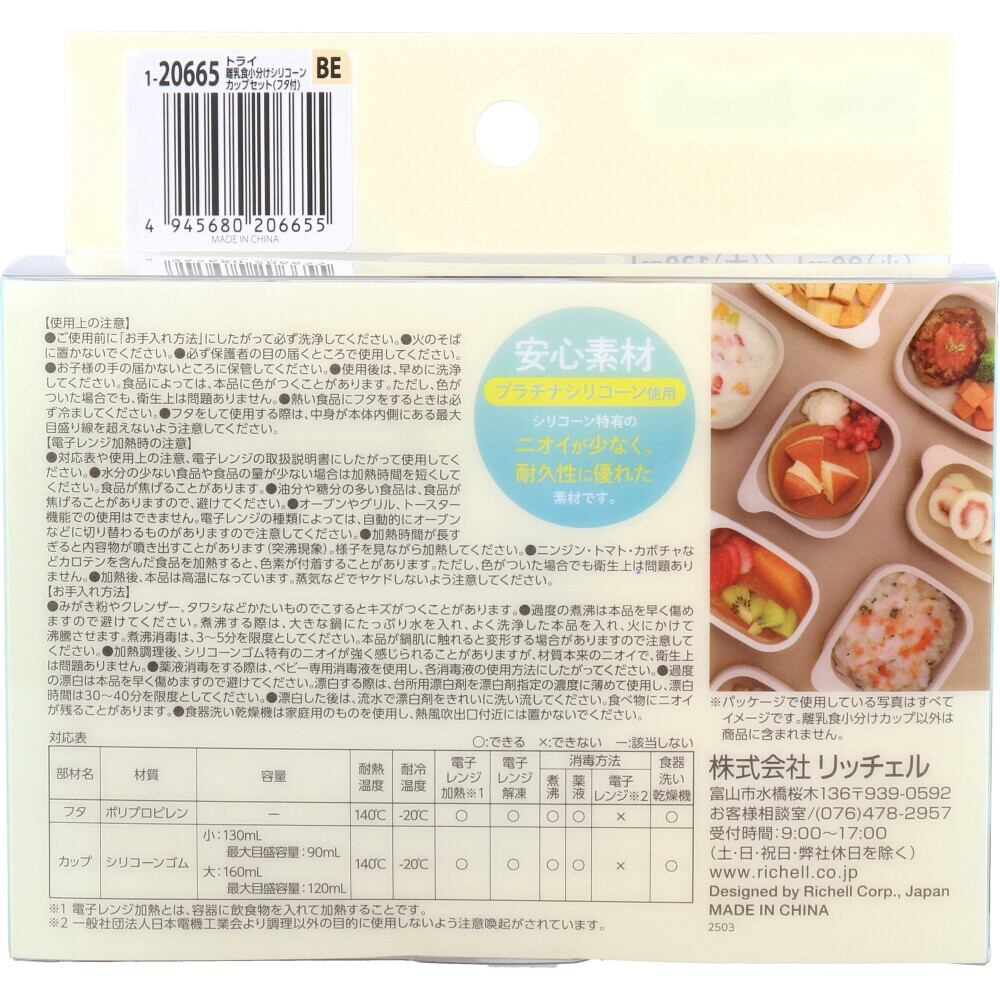 1-20665
トライ
離乳食小分けシリコーン
カップセット(フタ付)
BE
4 945680 206655
MADE IN CHINA
【使用上の注意】
●ご使用前に「お手入れ方法」にしたがって必ず洗浄してください。●火のそば
に置かないでください。●必ず保護者の目の届くところで使用してください。
●お子様の手の届かないところに保管してください。●使用後は、早めに洗浄
してください。食品によっては、本品に色がつくことがあります。ただし、色が
ついた場合でも、衛生上は問題ありません。●熱い食品にフタをするときは必
ず冷ましてください。●フタをして使用する際は、中身が本体内側にある最大
目盛り線を超えないよう注意してください。
【電子レンジ加熱時の注意】
●対応表や使用上の注意、電子レンジの取扱説明書にしたがって使用してく
ださい。●水分の少ない食品や食品の量が少ない場合は加熱時間を短くして
ください。食品が焦げることがあります。●油分や糖分の多い食品は、食品が
焦げることがありますので、避けてください。●オーブンやグリル、トースター
機能での使用はできません。電子レンジの種類によっては、自動的にオーブン
などに切り替わるものがありますので注意してください。●加熱時間が長す
ぎると内容物が噴き出すことがあります(突沸現象)。様子を見ながら加熱してください。●ニンジン・トマト・カボチャな
どカロテンを含んだ食品を加熱すると、色素が付着することがあります。ただし、色がついた場合でも衛生上は問題あり
ません。●加熱後、本品は高温になっています。蒸気などでヤケドしないよう注意してください。
【お手入れ方法】
●みがき粉やクレンザー、タワシなどかたいものでこするとキズがつくことがあります。●過度の煮沸は本品を早く傷め
ますので避けてください。煮沸する際は、大きな鍋にたっぷり水を入れ、よく洗浄した本品を入れ、火にかけて
沸騰させます。煮沸消毒は、3〜5分を限度としてください。本品が鍋肌に触れると変形する場合がありますので注意して
ください。●加熱調理後、シリコーンゴム特有のニオイが強く感じられることがありますが、材質本来のニオイで、衛生上
は問題ありません。●薬液消毒をする際は、ベビー専用消毒液を使用し、各消毒液の使用方法にしたがってください。●過度
の漂白は本品を早く傷めますので避けてください。漂白する際は、台所用漂白剤を漂白剤指定の濃度に薄めて使用し、漂白
時間は30〜40分を限度としてください。●漂白した後は、流水で漂白剤をきれいに洗い流してください。食べ物にニオイ
が残ることがあります。●食器洗い乾燥機は家庭用のものを使用し、熱風吹出口付近には置かないでください。
安心素材
プラチナシリコーン使用
シリコーン特有の
ニオイが少なく、
耐久性に優れた
素材です。
対応表 ○:できる ×:できない ー:該当しない
部材名 材質 容量 耐熱温度 耐冷温度 電子レンジ加熱※1 電子レンジ解凍 消毒方法 煮沸 薬液 電子レンジ※2 食器洗い乾燥機
フタ ポリプロピレン ー 140℃ -20℃ ○ ○ ○ ○ × ○
カップ シリコーンゴム 小:130mL 最大目盛容量:90mL 大:160mL 最大目盛容量:120mL 140℃ -20℃ ○ ○ ○ ○ × ○
※1 電子レンジ加熱とは、容器に飲食物を入れて加熱することです。
※2 一般社団法人日本電機工業会より調理以外の目的に使用しないよう注意喚起がされています。
※パッケージで使用している写真はすべて
イメージです。離乳食小分けカップ以外は
商品に含まれません。
株式会社 リッチェル
富山市水橋桜木136〒939-0592
お客様相談室/(076)478-2957
受付時間:9:00〜17:00
(土・日・祝日・弊社休日を除く)
www.richell.co.jp
Designed by Richell Corp., Japan
MADE IN CHINA
2503